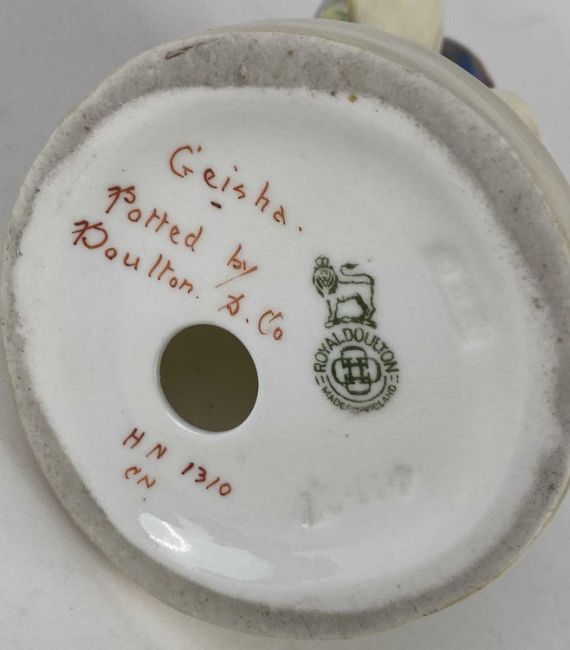 Geisha.
Potted by
Doulton. & Co
ROYAL DOULTON
MADE IN ENGLAND
HN 1310
CN